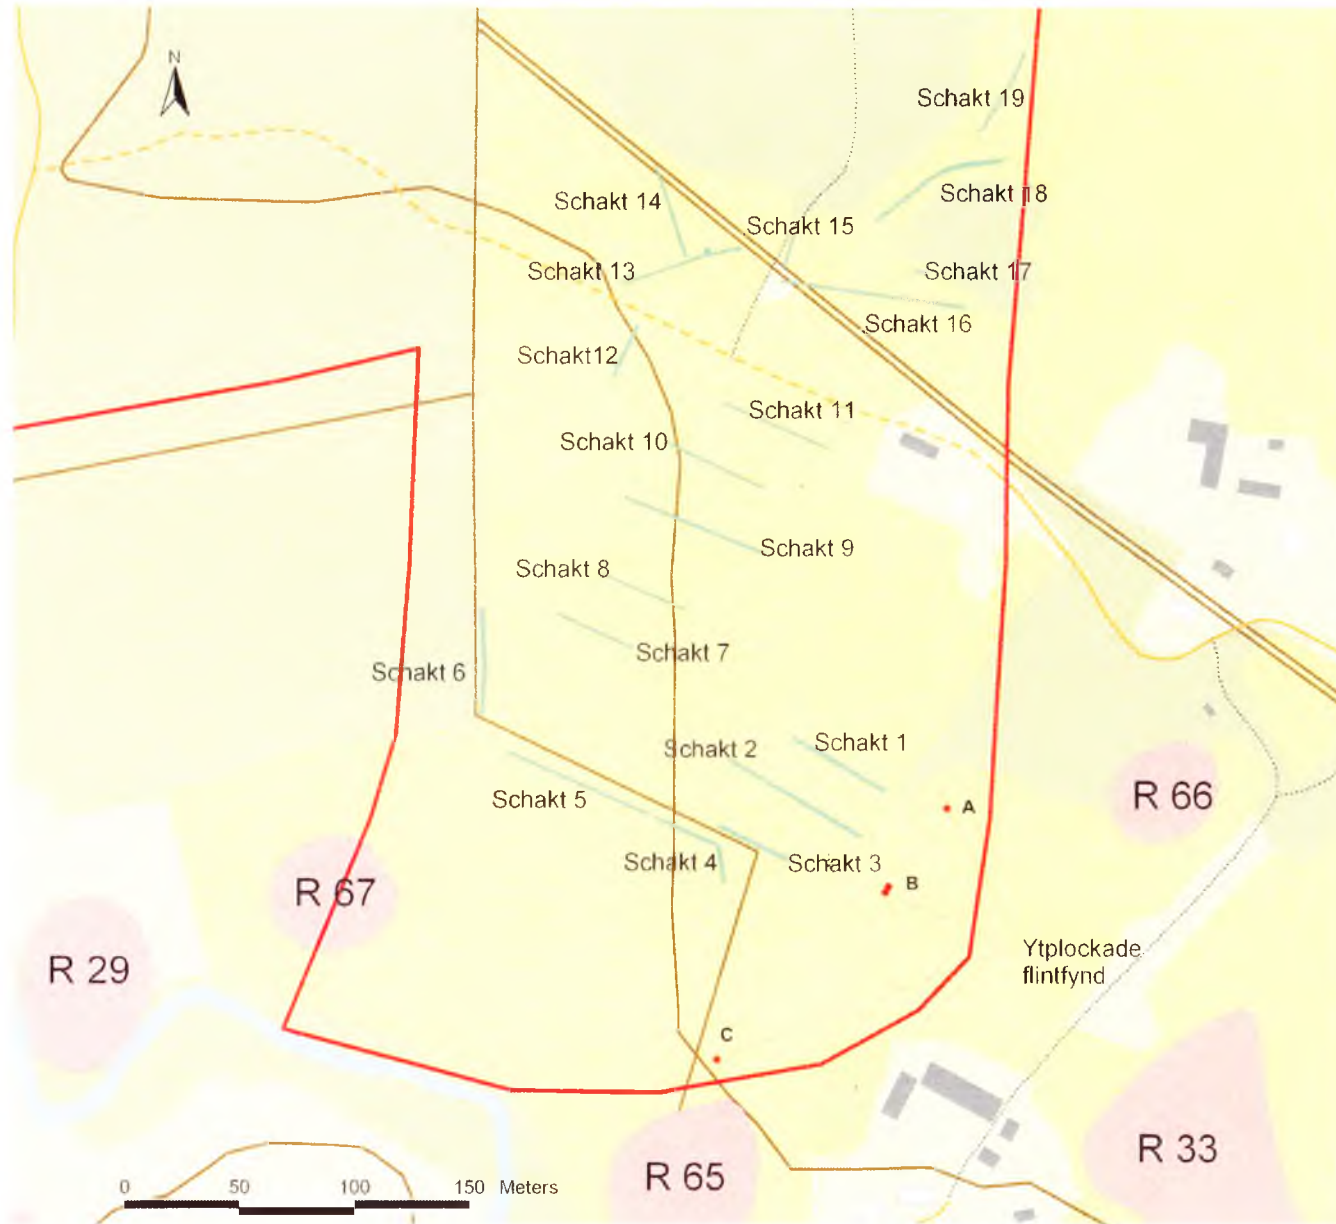 N
Schakt 19
Schakt 14
Schakt 18
Schakt 15
Schakt 13
Schakt 17
Schakt 16
Schakt12
Schakt 11
Schakt 10
Schakt 9
Schakt 8
Schakt 7
Schakt 6
Schakt 2
Schakt 1
Schakt 5
R 66
A
Schakt 4
Schakt 3
B
R 67
R 29
Ytplockade
flintfynd
C
R 33
R 65
0 50 100 150 Meters